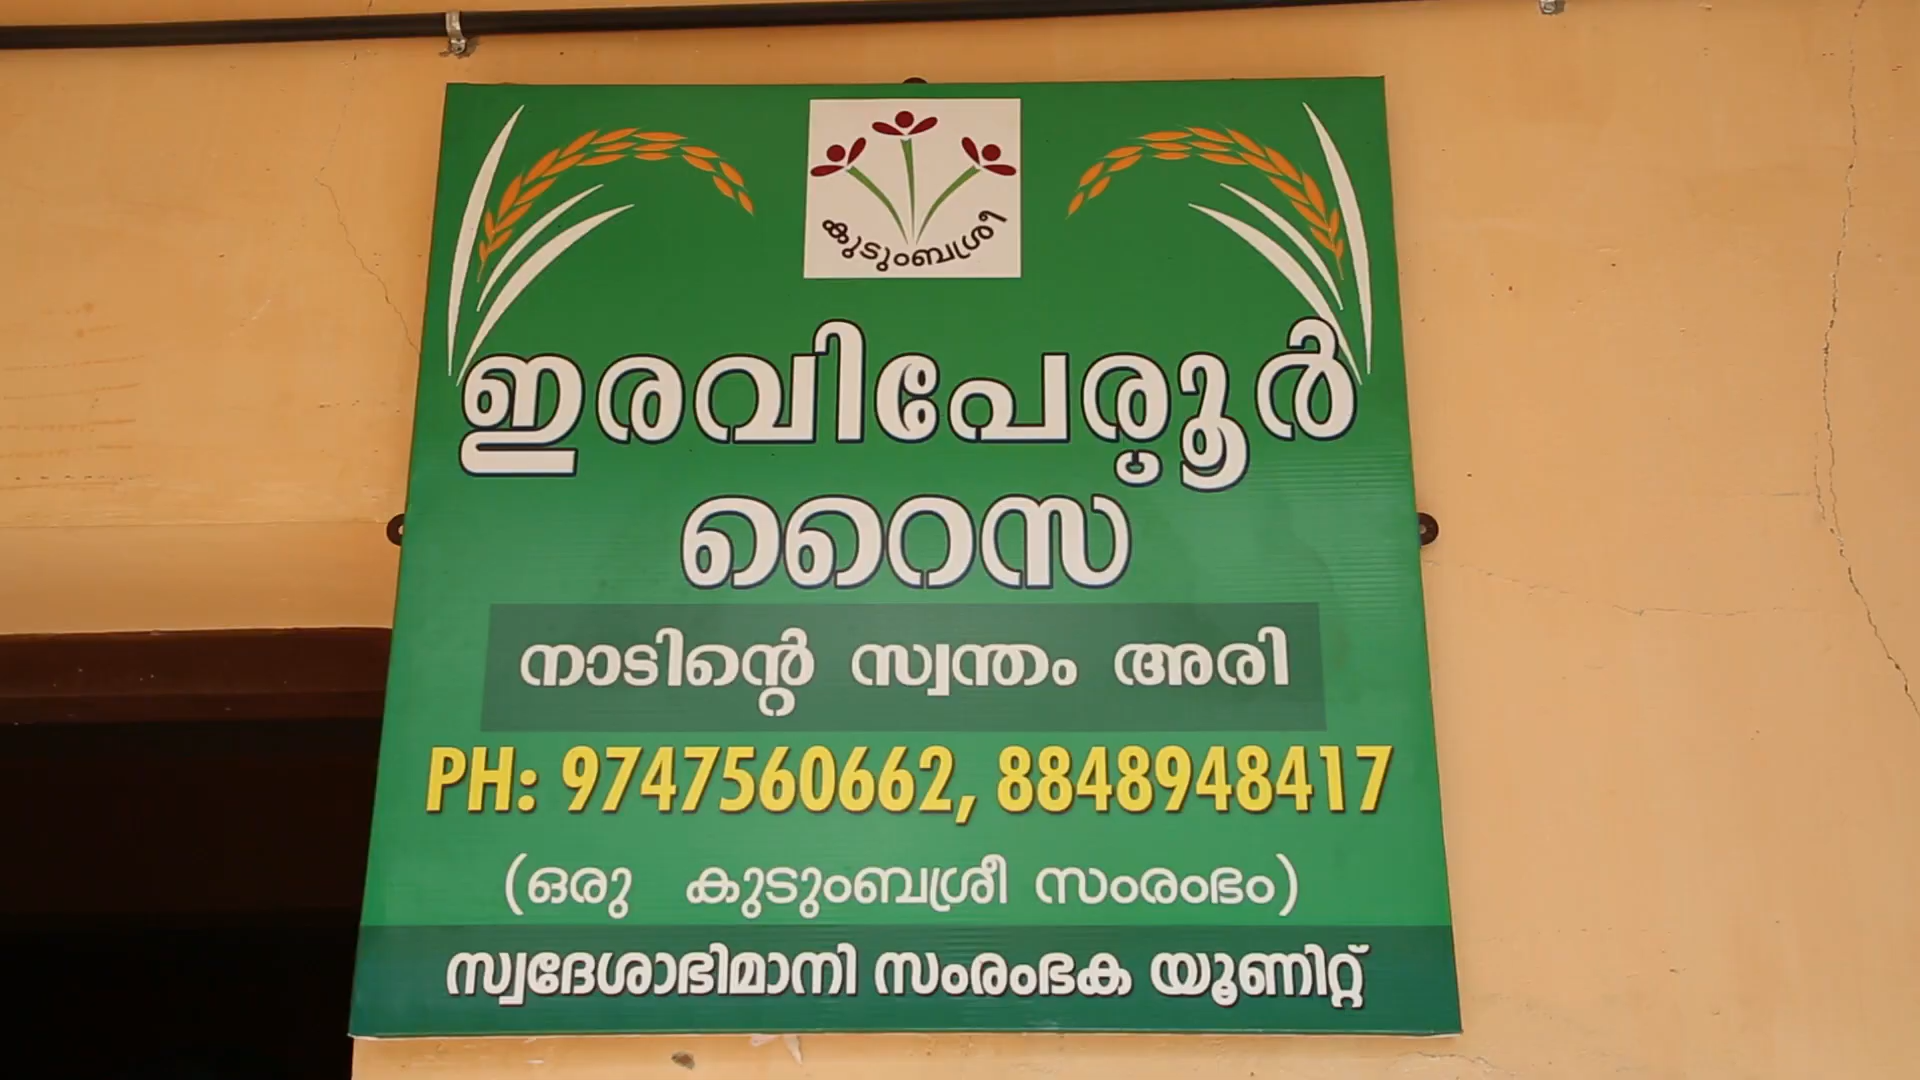 കുടുംബശ്രീ
ഇരവിപേരൂർ
റൈസ
നാടിന്റെ സ്വന്തം അരി
PH: 9747560662, 8848948417
(ഒരു കുടുംബശ്രീ സംരംഭം)
സ്വദേശാഭിമാനി സംരംഭക യൂണിറ്റ്